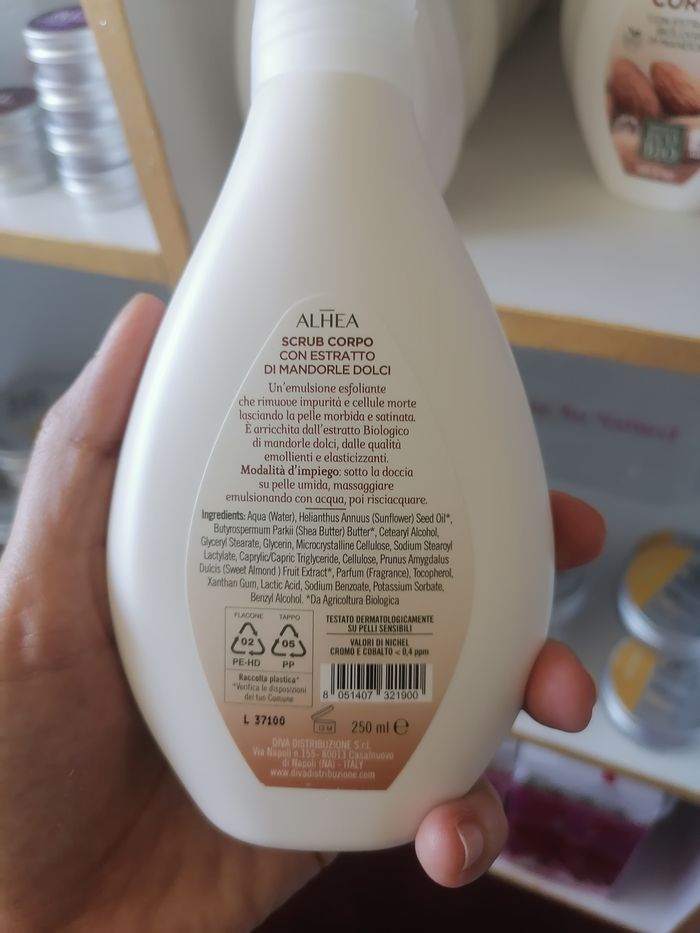 ALHEA
SCRUB CORPO
CON ESTRATTO
DI MANDORLE DOLCI
Un'emulsione esfoliante
che rimuove impurità e cellule morte
lasciando la pelle morbida e satinata.
È arricchita dall'estratto Biologico
di mandorle dolci, dalle qualità
emollienti e elasticizzanti.
Modalità d'impiego: sotto la doccia
su pelle umida, massaggiare
emulsionando con acqua, poi risciacquare.
Ingredients: Aqua (Water), Helianthus Annuus (Sunflower) Seed Oil*,
Butyrospermum Parkii (Shea Butter) Butter*, Cetearyl Alcohol,
Glyceryl Stearate, Glycerin, Microcrystalline Cellulose, Sodium Stearoyl
Lactylate, Caprylic/Capric Triglyceride, Cellulose, Prunus Amygdalus
Dulcis (Sweet Almond ) Fruit Extract*, Parfum (Fragrance), Tocopherol,
Xanthan Gum, Lactic Acid, Sodium Benzoate, Potassium Sorbate,
Benzyl Alcohol. *Da Agricoltura Biologica
FLACONE TAPPO
02 05
PE-HD PP
Raccolta plastica*
*Verifica le disposizioni
del tuo Comune
TESTATO DERMATOLOGICAMENTE
SU PELLI SENSIBILI
VALORI DI NICHEL
CROMO E COBALTO < 0,4 ppm
8 051407 321900
L 37100
12 M
250 ml e
DIVA DISTRIBUZIONE S.r.l.
Via Napoli n.155- 80013 Casalnuovo
di Napoli (NA) - ITALY
www.divadistribuzione.com